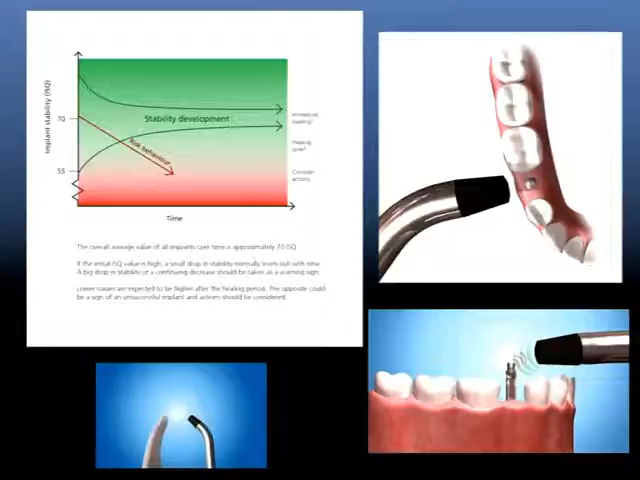 Implant stability (ISQ)
70
55
Stability development
Risk behaviour
Immediate
loading?
Healing
zone?
Consider
actions
Time
The overall average value of all implants over time is approximately 70 ISQ.
If the initial ISQ value is high, a small drop in stability normally levels out with time.
A big drop in stability or a continuing decrease should be taken as a warning sign.
Lower values are expected to be higher after the healing period. The opposite could
be a sign of an unsuccessful implant and actions should be considered.